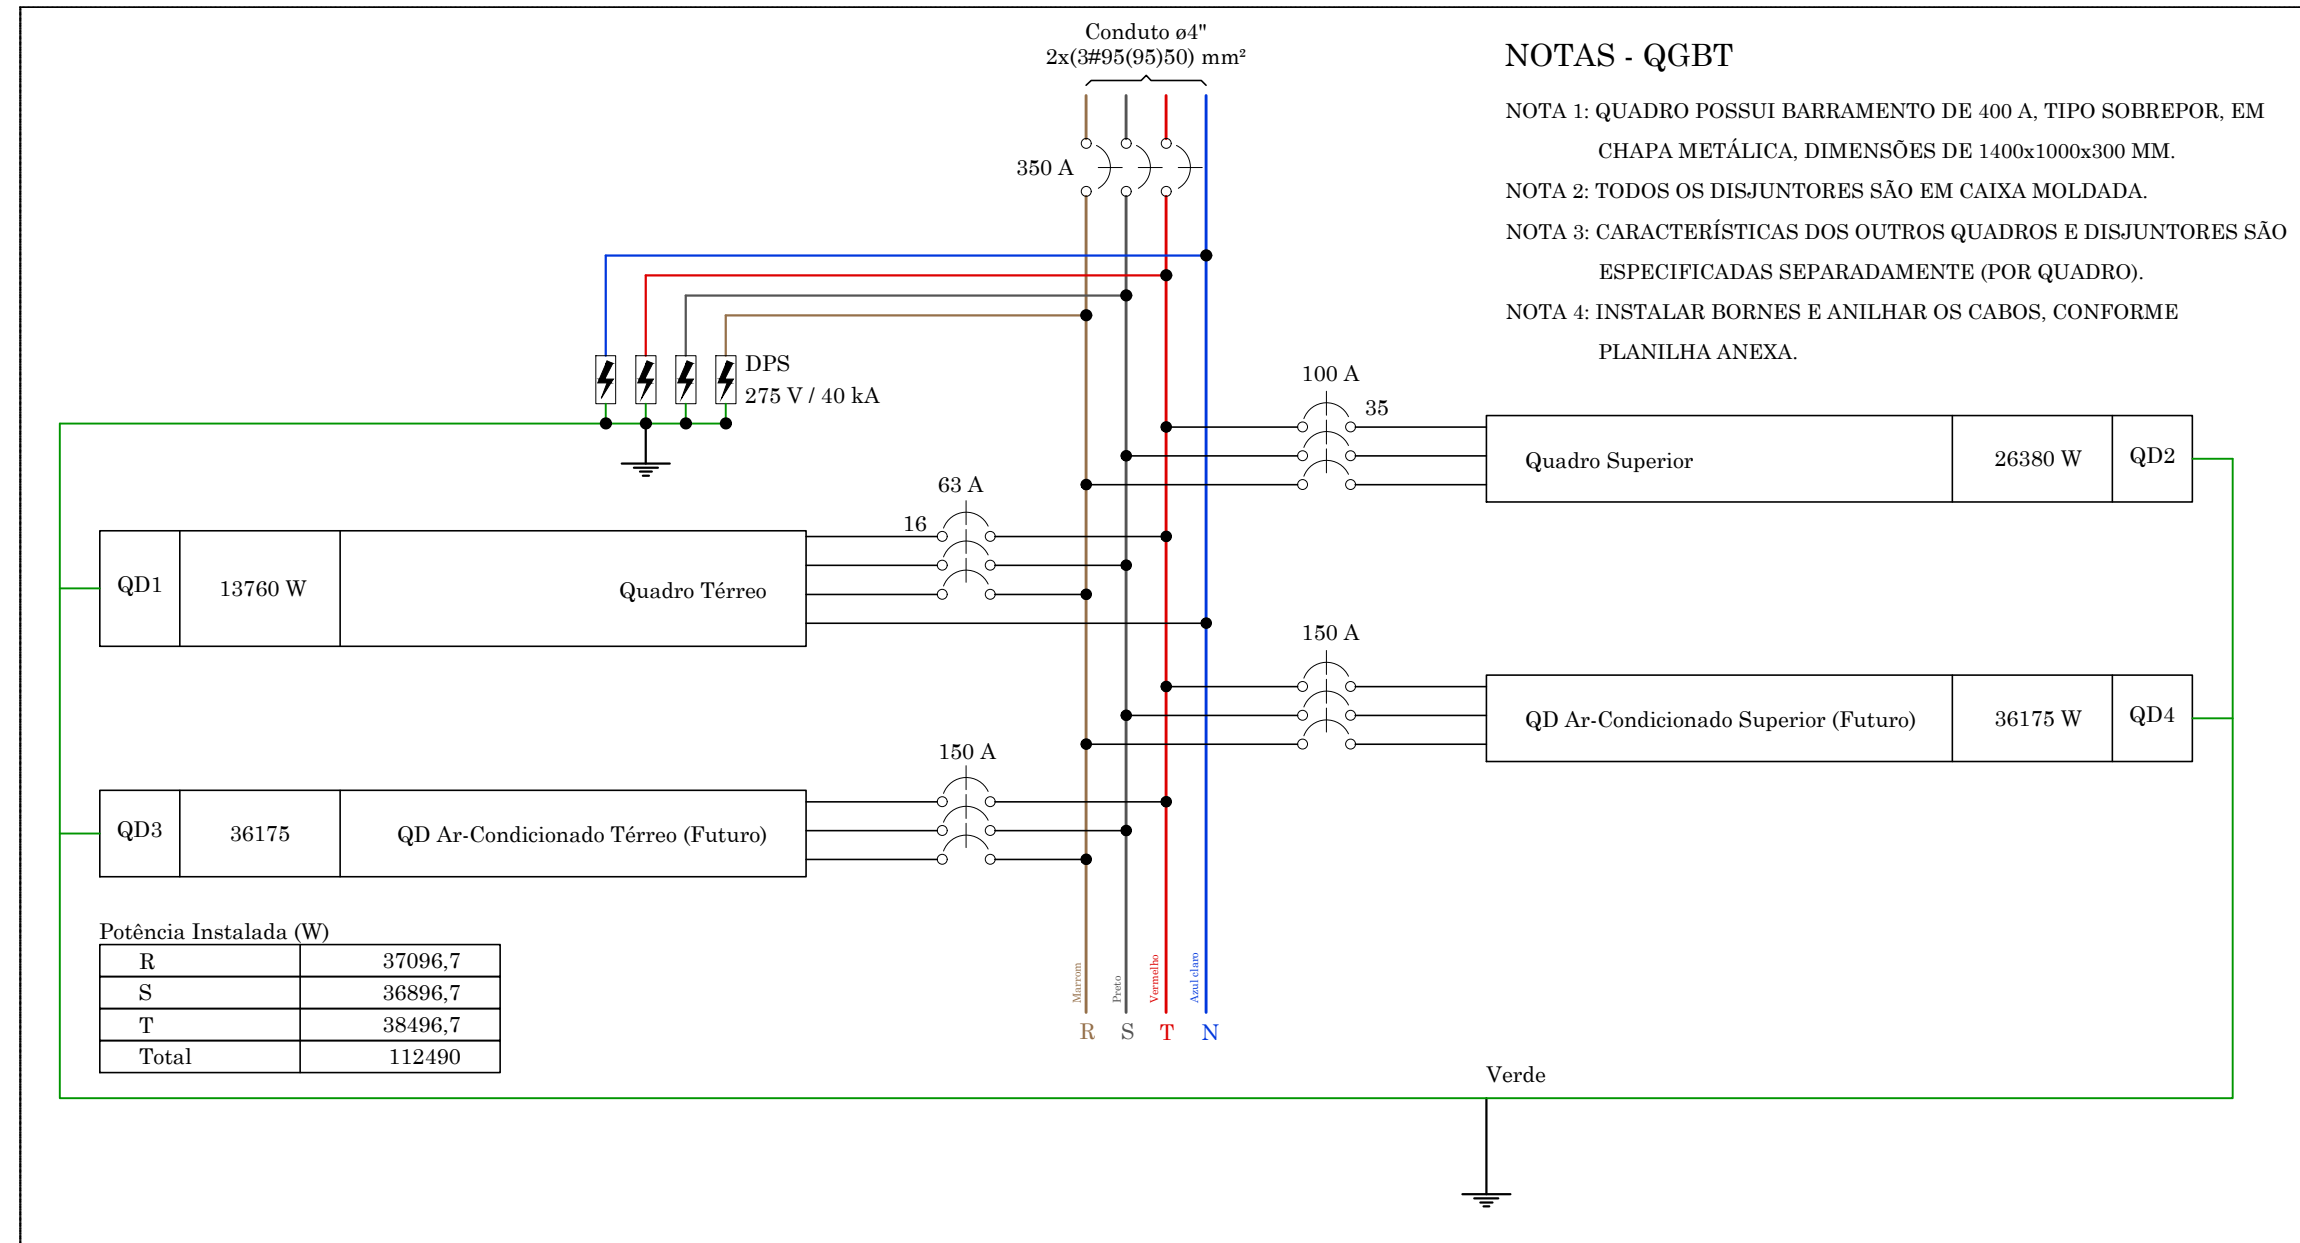 Conduto ø4"
2x(3#95(95)50) mm²
350 A
NOTAS - QGBT
NOTA 1: QUADRO POSSUI BARRAMENTO DE 400 A, TIPO SOBREPOR, EM
CHAPA METÁLICA, DIMENSÕES DE 1400x1000x300 MM.
NOTA 2: TODOS OS DISJUNTORES SÃO EM CAIXA MOLDADA.
NOTA 3: CARACTERÍSTICAS DOS OUTROS QUADROS E DISJUNTORES SÃO
ESPECIFICADAS SEPARADAMENTE (POR QUADRO).
NOTA 4: INSTALAR BORNES E ANILHAR OS CABOS, CONFORME
PLANILHA ANEXA.
DPS
275 V / 40 kA
100 A
35
Quadro Superior
26380 W
QD2
63 A
16
QD1
13760 W
Quadro Térreo
150 A
QD Ar-Condicionado Superior (Futuro)
36175 W
QD4
150 A
QD3
36175
QD Ar-Condicionado Térreo (Futuro)
Potência Instalada (W)
R 37096,7
S 36896,7
T 38496,7
Total 112490
Marrom
Preto
Vermelho
Azul claro
R S T N
Verde